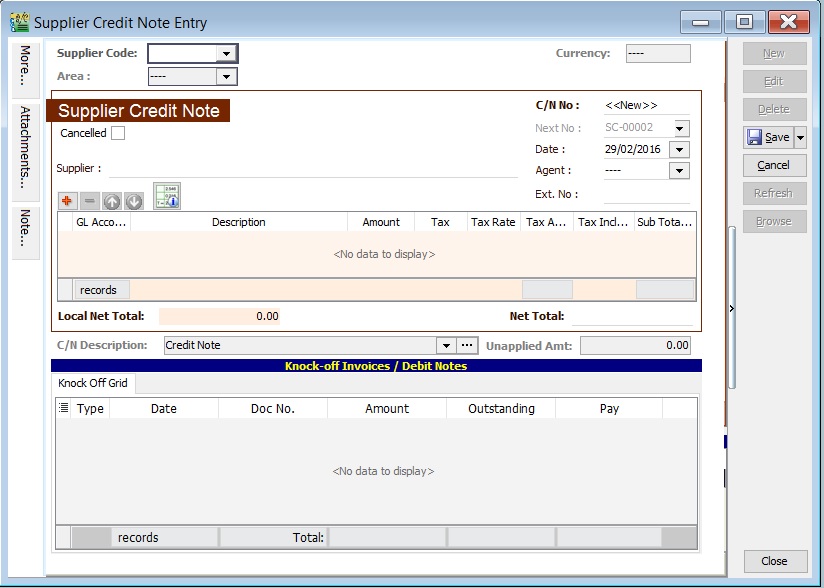 Supplier Credit Note Entry
More...
Attachments...
Note...
Supplier Code:
Currency: ----
Area : ----
Supplier Credit Note
Cancelled
C/N No : <<New>>
Next No : SC-00002
Date : 29/02/2016
Supplier :
Agent : ----
Ext. No :
GL Acco... Description Amount Tax Tax Rate Tax A... Tax Incl... Sub Tota...
<No data to display>
records
Local Net Total: 0.00 Net Total:
C/N Description: Credit Note ... Unapplied Amt: 0.00
Knock-off Invoices / Debit Notes
Knock Off Grid
Type Date Doc No. Amount Outstanding Pay
<No data to display>
records Total:
New
Edit
Delete
Save
Cancel
Refresh
Browse
Close